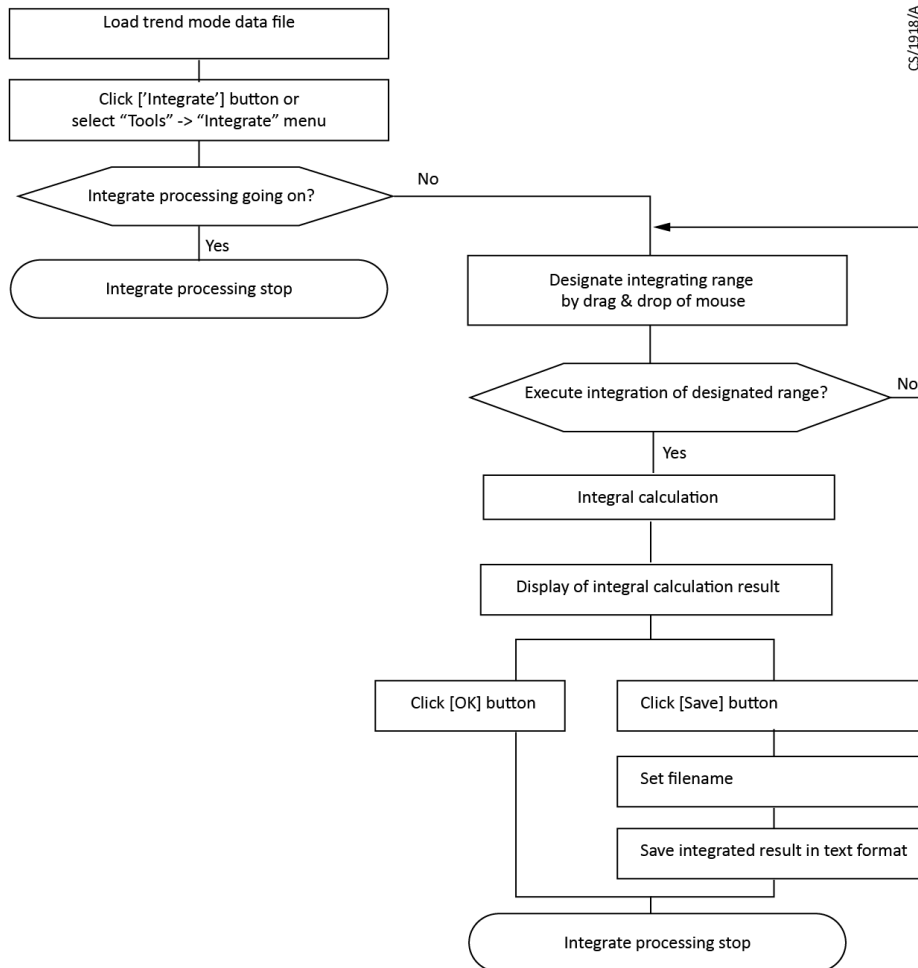 Load trend mode data file
CS/1918/A
Click ['Integrate'] button or
select “Tools” -> “Integrate” menu
Integrate processing going on?
No
Yes
Integrate processing stop
Designate integrating range
by drag & drop of mouse
Execute integration of designated range?
No
Yes
Integral calculation
Display of integral calculation result
Click [OK] button
Click [Save] button
Set filename
Save integrated result in text format
Integrate processing stop